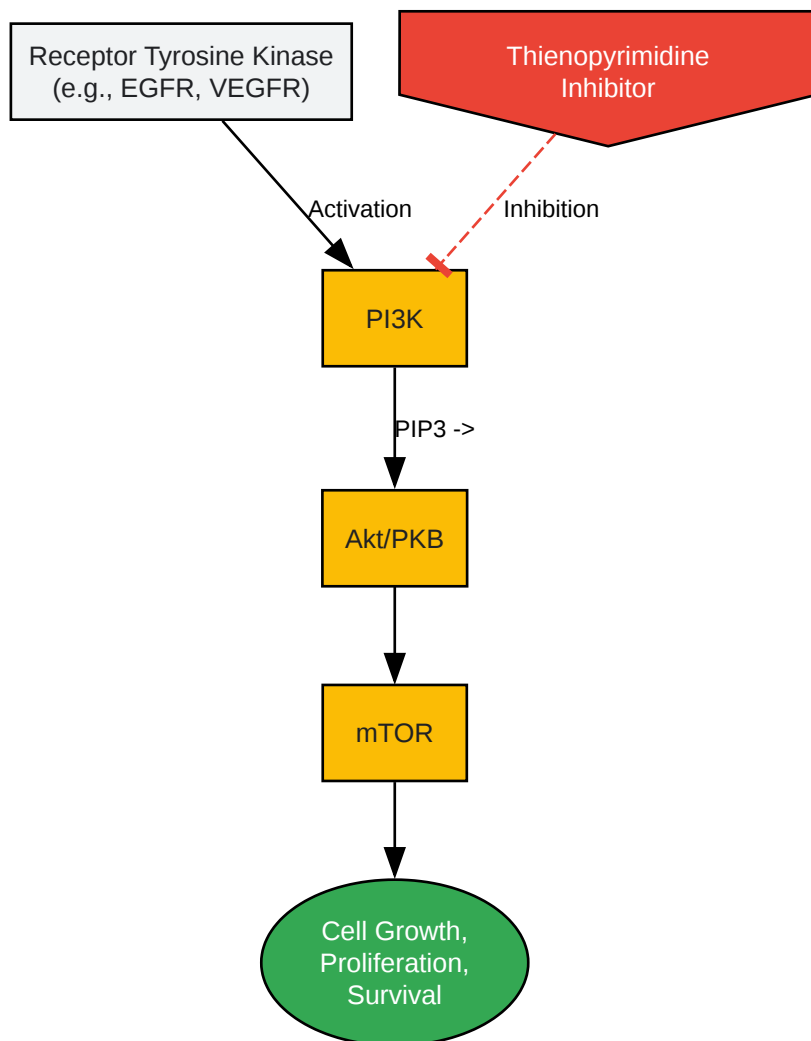 Receptor Tyrosine Kinase
(e.g., EGFR, VEGFR)
Thienopyrimidine
Inhibitor
Activation
Inhibition
PI3K
PIP3 ->
Akt/PKB
mTOR
Cell Growth,
Proliferation,
Survival